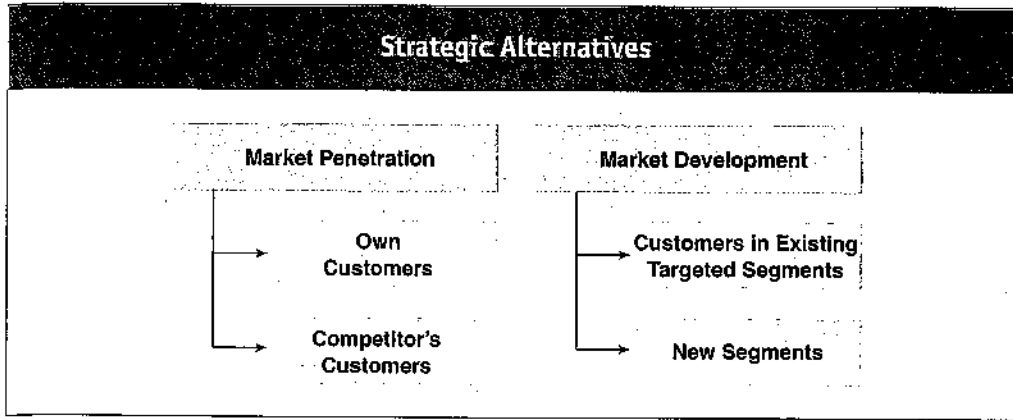 Strategic Alternatives
Market Penetration
Own
Customers
Competitor's
Customers
Market Development
Customers in Existing
Targeted Segments
New Segments